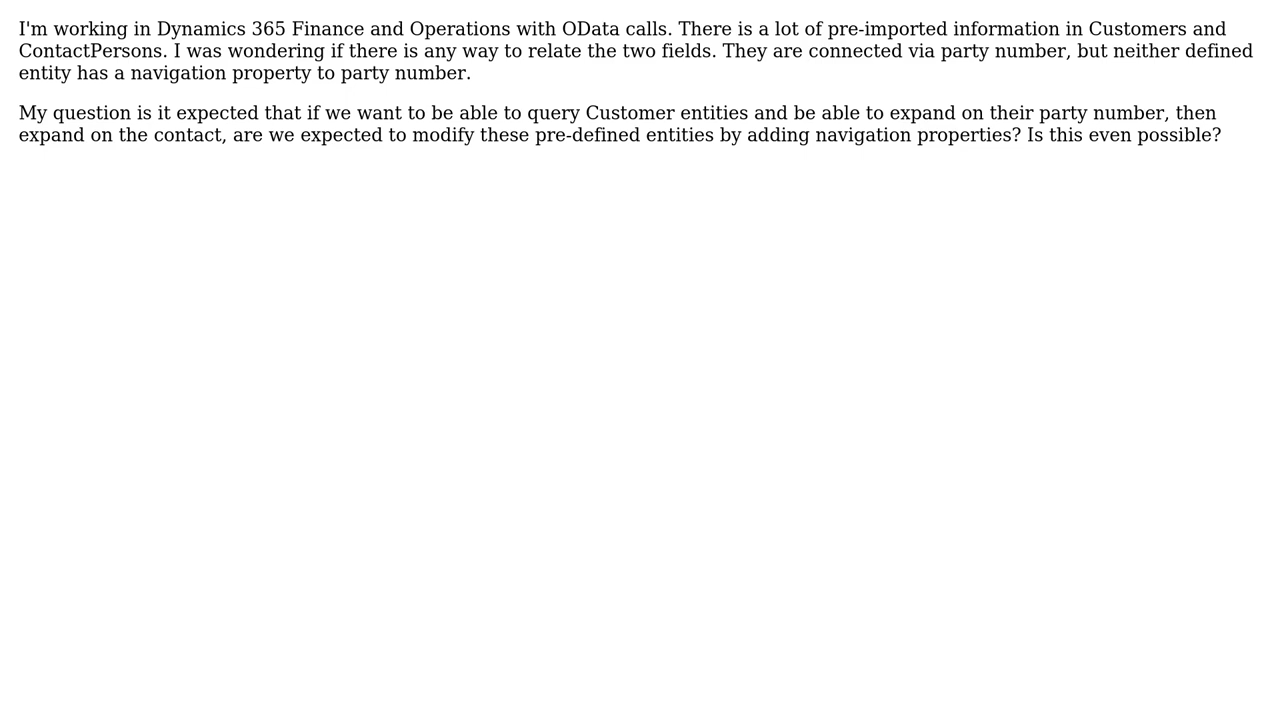 I'm working in Dynamics 365 Finance and Operations with OData calls. There is a lot of pre-imported information in Customers and
ContactPersons. I was wondering if there is any way to relate the two fields. They are connected via party number, but neither defined
entity has a navigation property to party number.
My question is it expected that if we want to be able to query Customer entities and be able to expand on their party number, then
expand on the contact, are we expected to modify these pre-defined entities by adding navigation properties? Is this even possible?